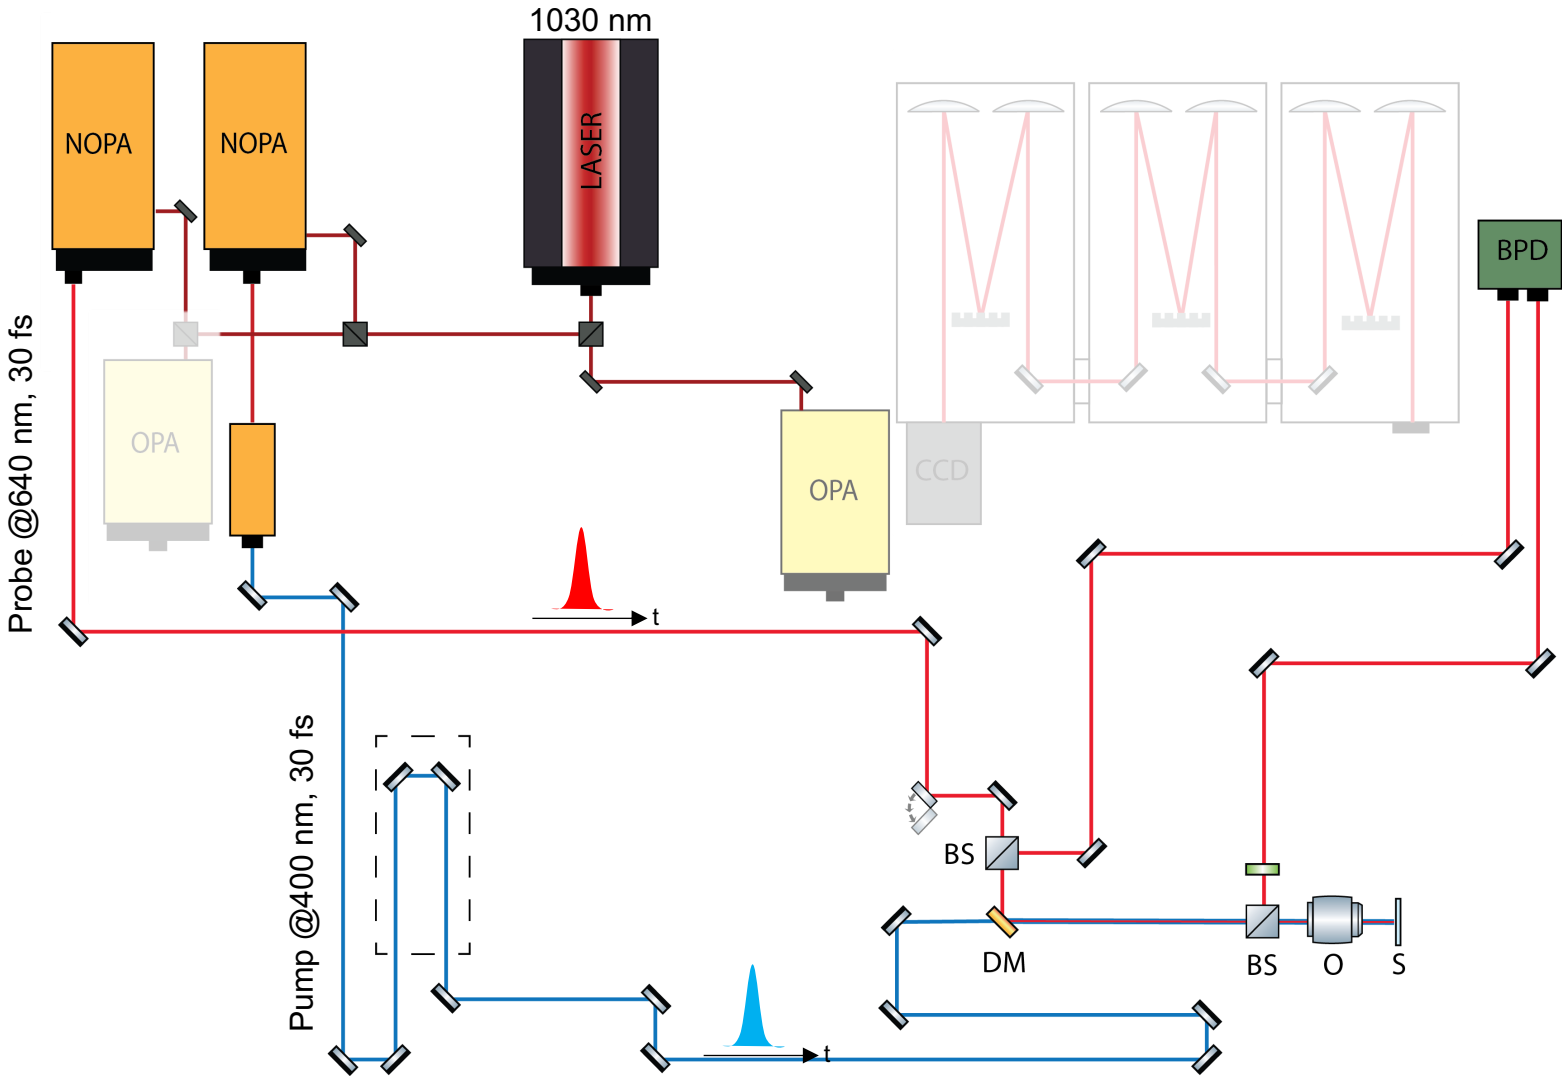 1030 nm
NOPA
NOPA
LASER
BPD
OPA
CCD
OPA
Probe @640 nm, 30 fs
t
Pump @400 nm, 30 fs
BS
DM
BS
O
S
t